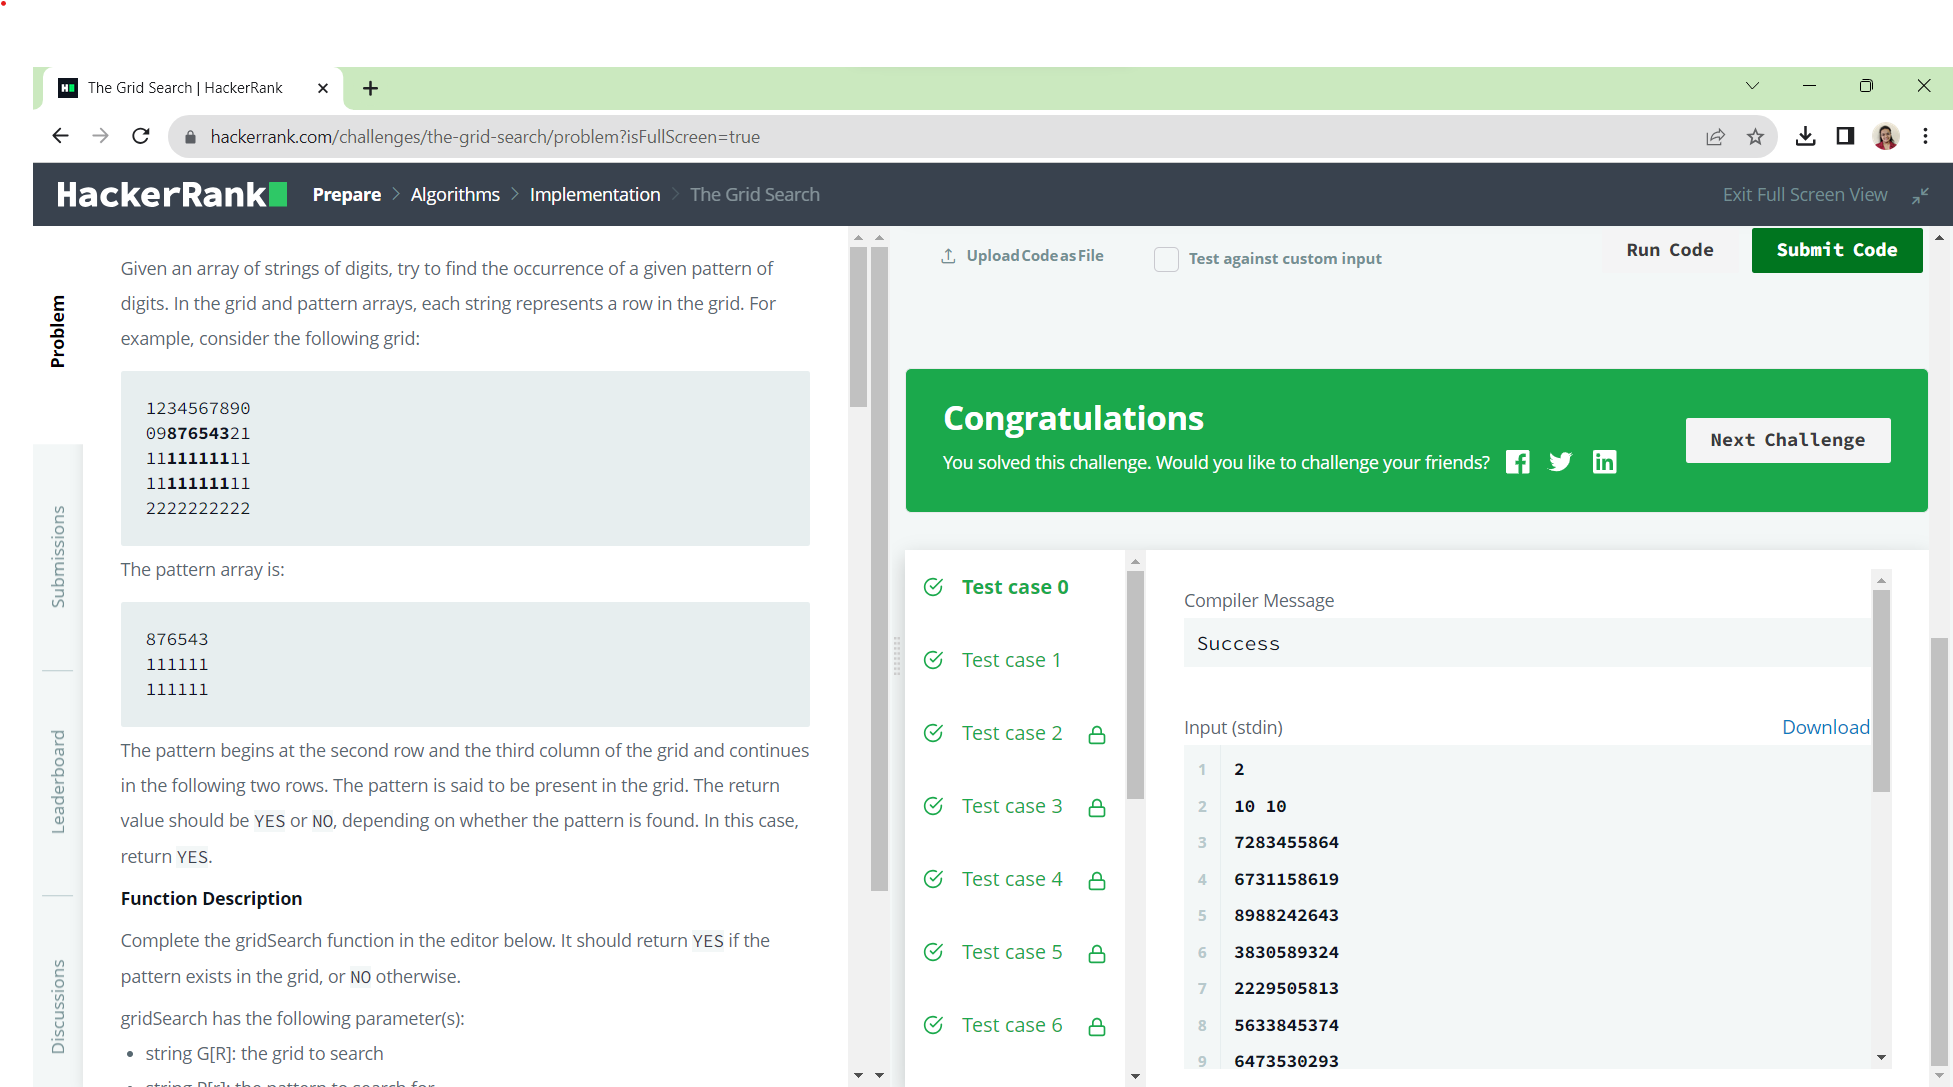 The Grid Search | HackerRank
hackerrank.com/challenges/the-grid-search/problem?isFullScreen=true
HackerRank Prepare > Algorithms > Implementation > The Grid Search
Exit Full Screen View
Problem
Submissions
Leaderboard
Discussions
Given an array of strings of digits, try to find the occurrence of a given pattern of
digits. In the grid and pattern arrays, each string represents a row in the grid. For
example, consider the following grid:
1234567890
0987654321
1111111111
1111111111
2222222222
The pattern array is:
876543
111111
111111
The pattern begins at the second row and the third column of the grid and continues
in the following two rows. The pattern is said to be present in the grid. The return
value should be YES or NO, depending on whether the pattern is found. In this case,
return YES.
Function Description
Complete the gridSearch function in the editor below. It should return YES if the
pattern exists in the grid, or NO otherwise.
gridSearch has the following parameter(s):
• string G[R]: the grid to search
• string P[r]: the pattern to search for
Upload Code as File
Test against custom input
Run Code
Submit Code
Congratulations
You solved this challenge. Would you like to challenge your friends?
Next Challenge
Test case 0
Test case 1
Test case 2
Test case 3
Test case 4
Test case 5
Test case 6
Compiler Message
Success
Input (stdin)
Download
1 2
2 10 10
3 7283455864
4 6731158619
5 8988242643
6 3830589324
7 2229505813
8 5633845374
9 6473530293